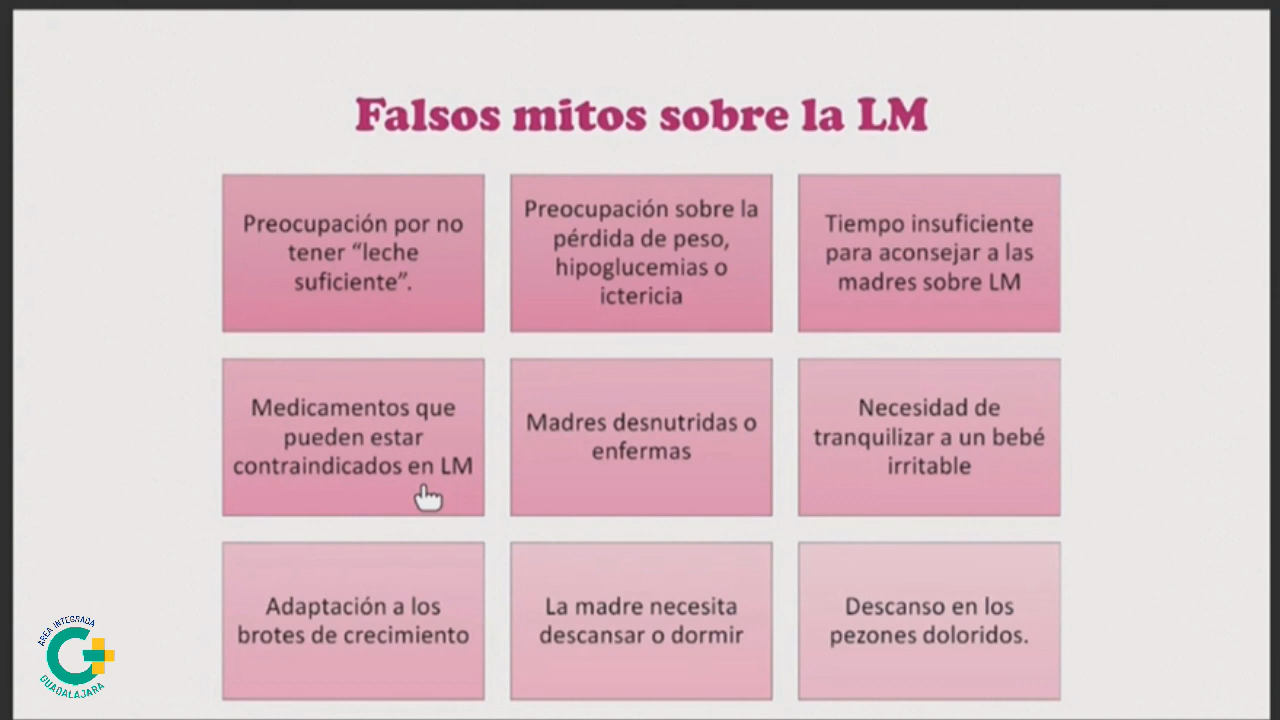 Falsos mitos sobre la LM
Preocupación por no
tener “leche
suficiente”.
Preocupación sobre la
pérdida de peso,
hipoglucemias o
ictericia
Tiempo insuficiente
para aconsejar a las
madres sobre LM
Medicamentos que
pueden estar
contraindicados en LM
Madres desnutridas o
enfermas
Necesidad de
tranquilizar a un bebé
irritable
Adaptación a los
brotes de crecimiento
La madre necesita
descansar o dormir
Descanso en los
pezones doloridos.
ÁREA INTEGRADA
GUADALAJARA